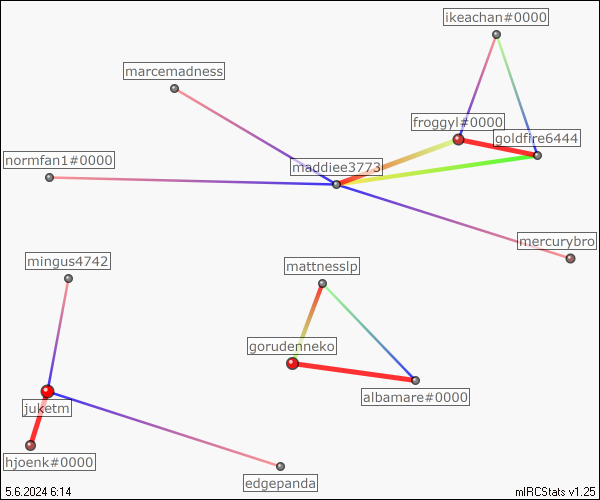 ikeachan#0000
marcemadness
froggyl#0000
goldfire6444
normfan1#0000
maddiee3773
mercurybro
mingus4742
mattnesslp
gorudenneko
albamare#0000
juketm
hjoenk#0000
edgepanda
5.6.2024 6:14
mIRCStats v1.25